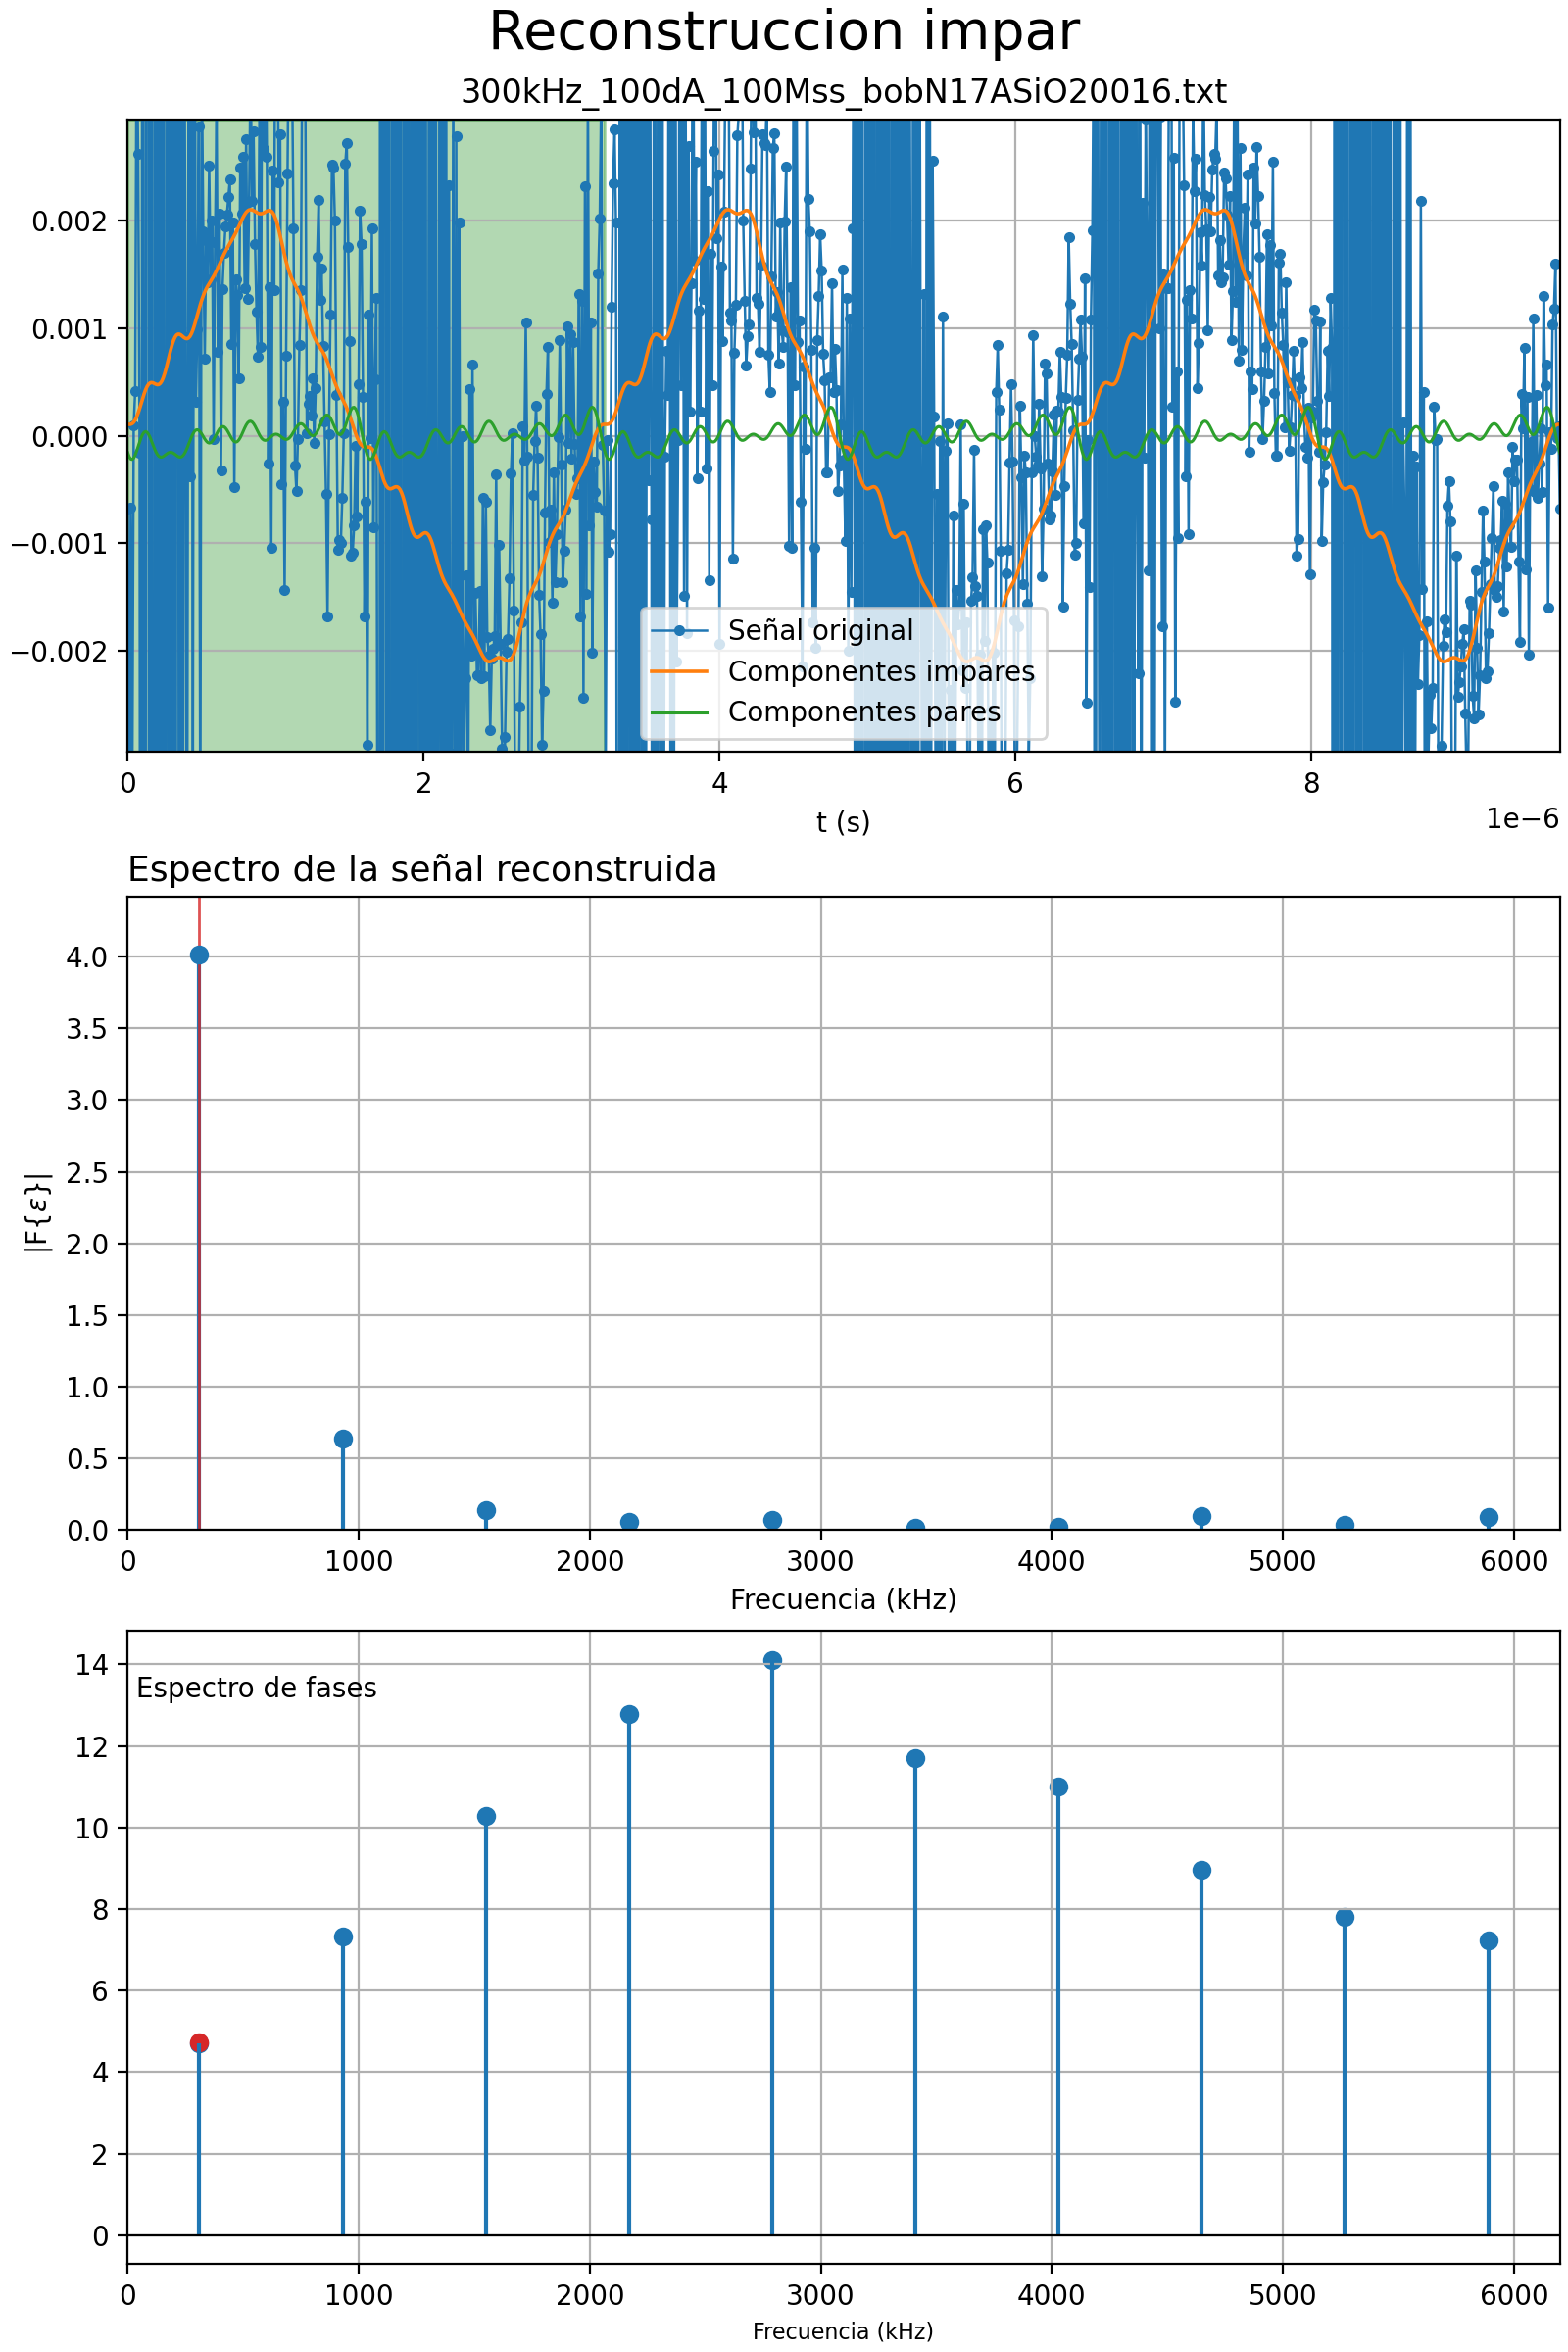 Reconstruccion impar
300kHz_100dA_100Mss_bobN17ASiO20016.txt
0.002
0.001
0.000
−0.001
−0.002
Señal original
Componentes impares
Componentes pares
0 2 4 6 8
1e−6
t (s)
Espectro de la señal reconstruida
4.0
3.5
3.0
2.5
2.0
1.5
1.0
0.5
0.0
|F{ε}|
0 1000 2000 3000 4000 5000 6000
Frecuencia (kHz)
Espectro de fases
14
12
10
8
6
4
2
0
0 1000 2000 3000 4000 5000 6000
Frecuencia (kHz)